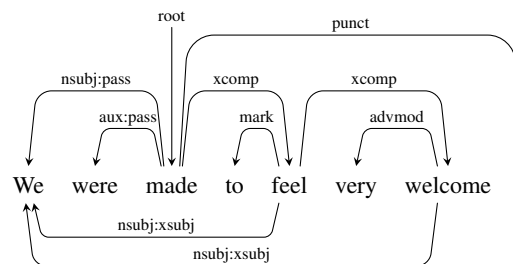 root
punct
nsubj:pass
xcomp
xcomp
aux:pass
mark
advmod
We were made to feel very welcome
nsubj:xsubj
nsubj:xsubj